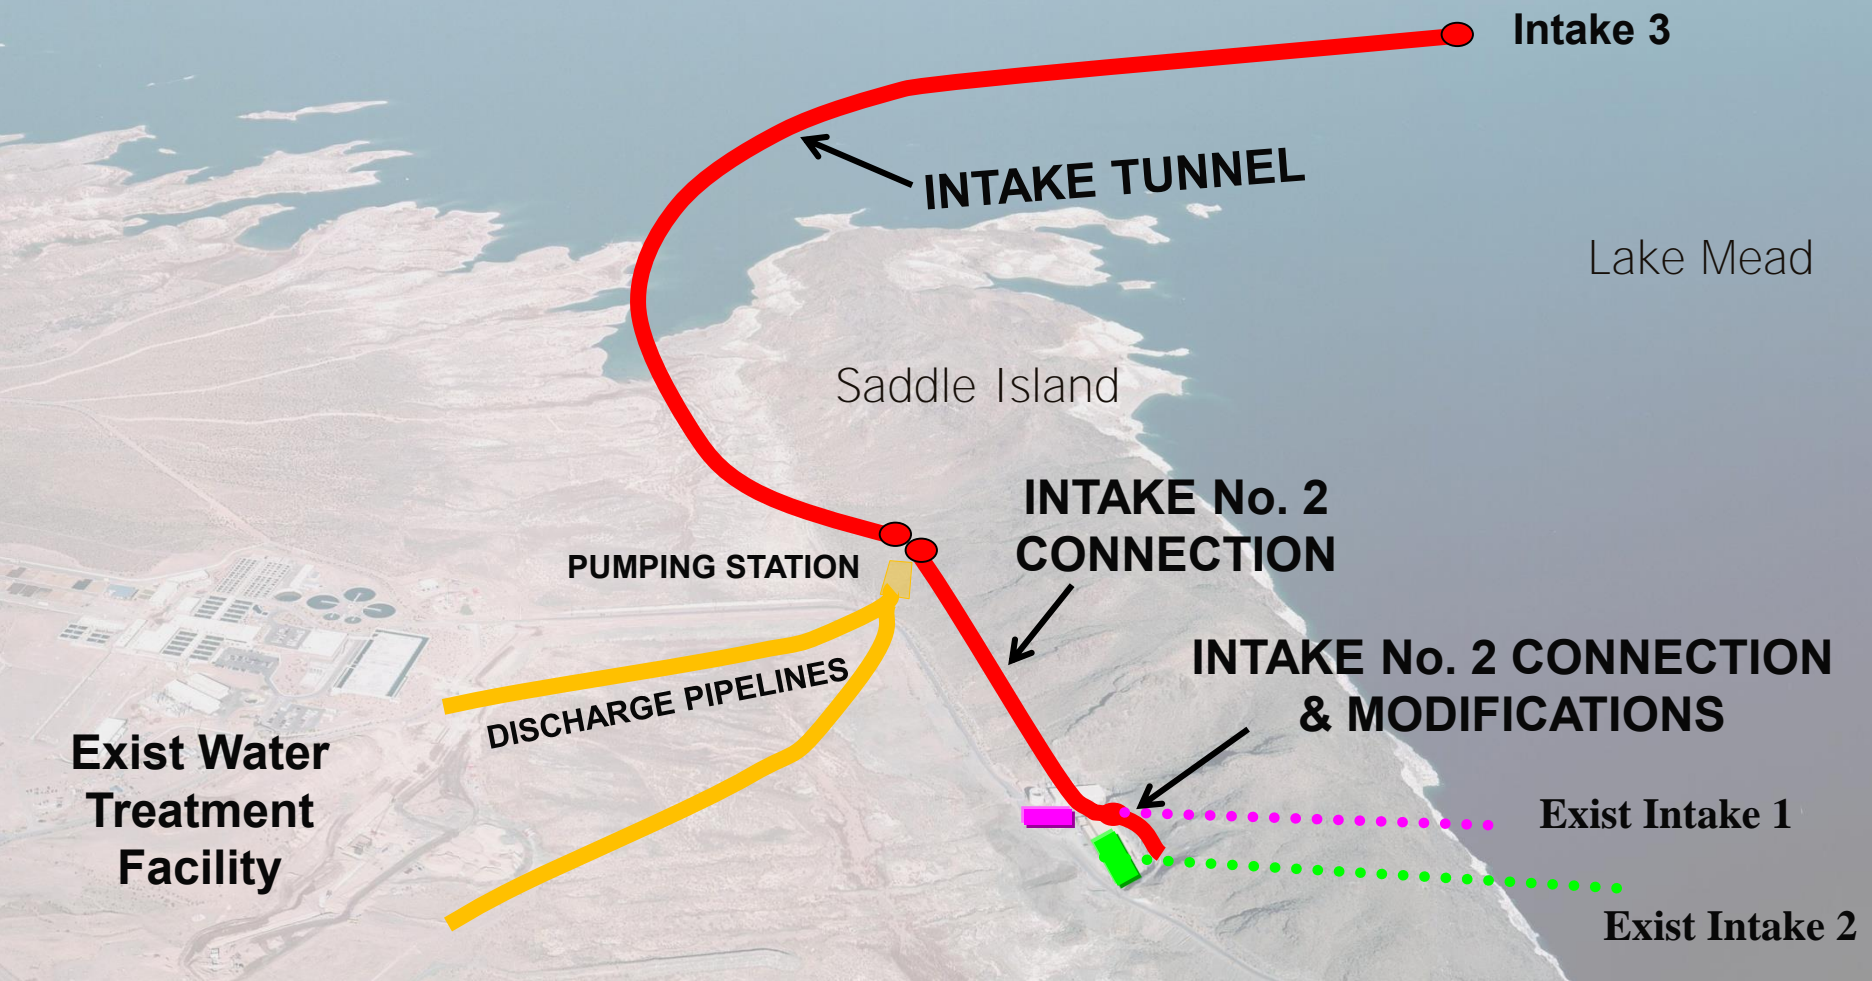 Intake 3
INTAKE TUNNEL
Lake Mead
Saddle Island
INTAKE No. 2
CONNECTION
PUMPING STATION
INTAKE No. 2 CONNECTION
& MODIFICATIONS
DISCHARGE PIPELINES
Exist Water
Treatment
Facility
Exist Intake 1
Exist Intake 2